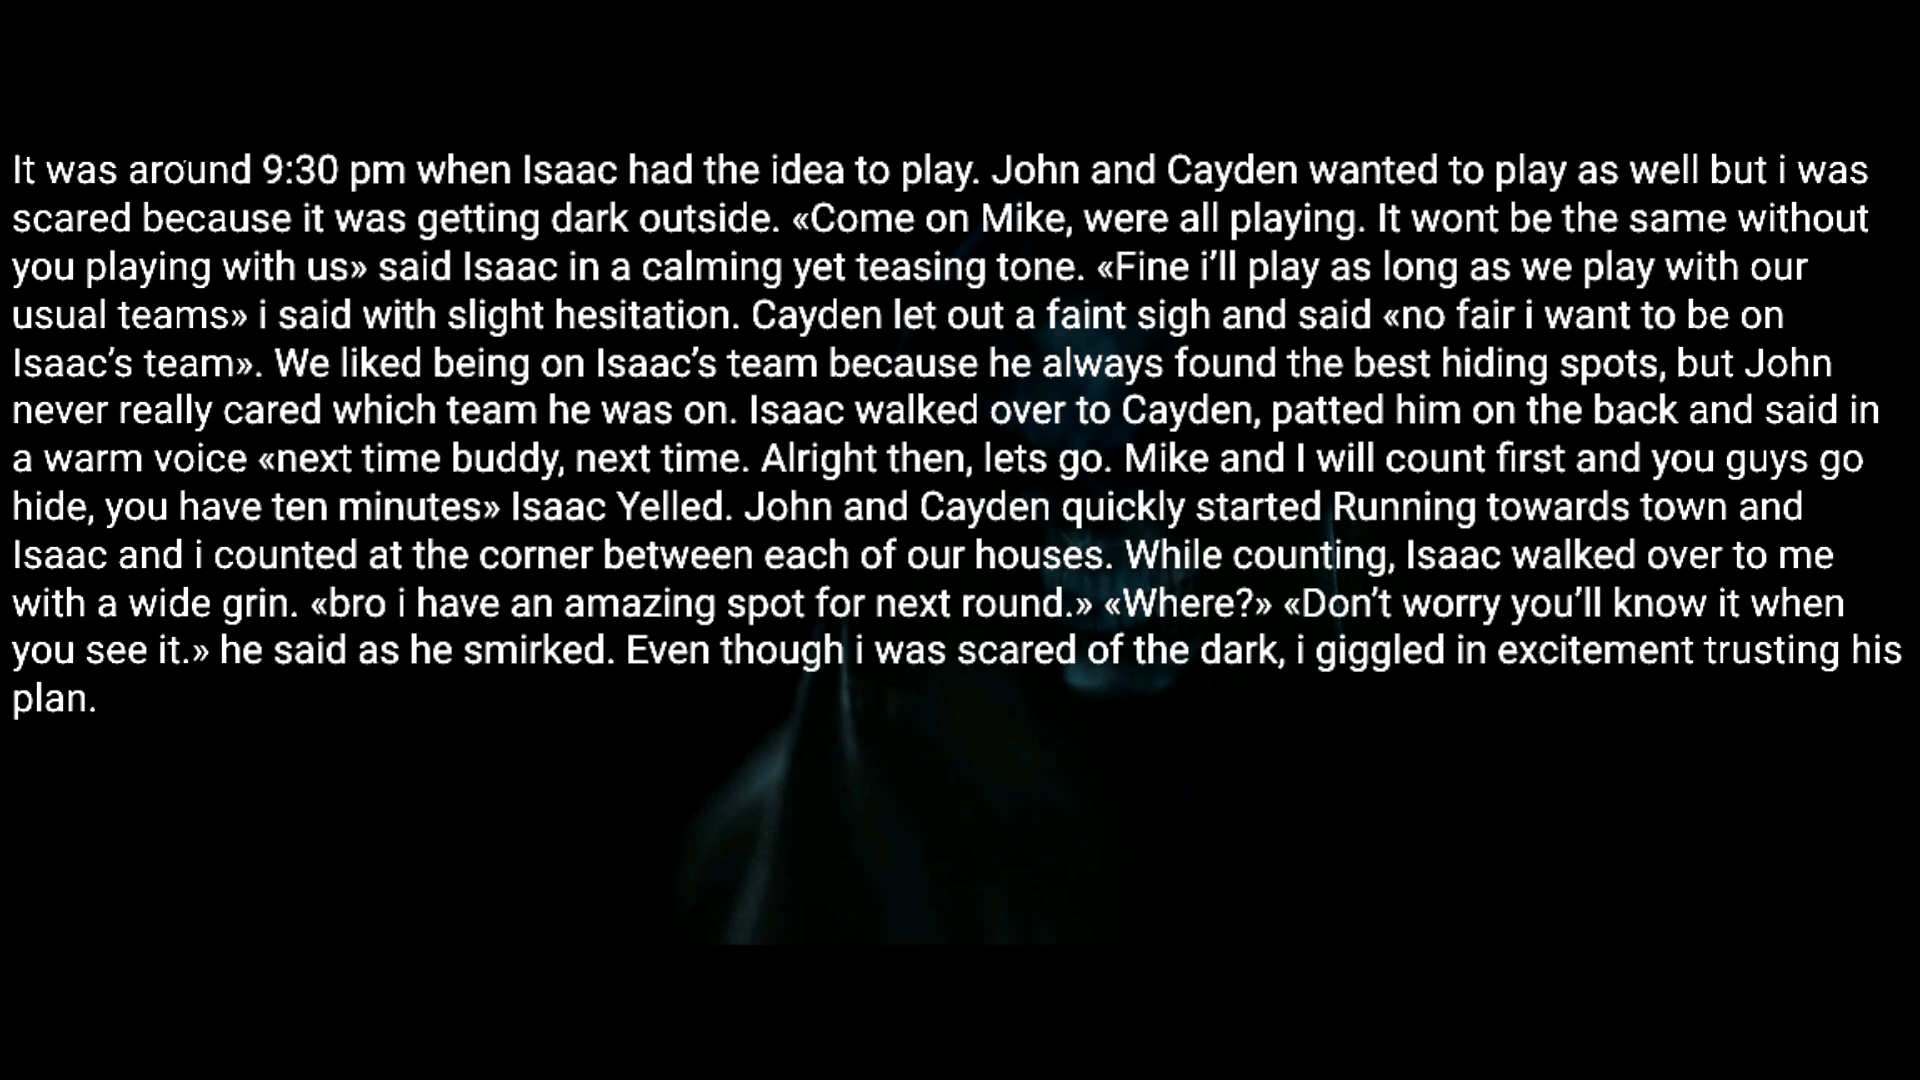 It was around 9:30 pm when Isaac had the idea to play. John and Cayden wanted to play as well but i was
scared because it was getting dark outside. «Come on Mike, were all playing. It wont be the same without
you playing with us» said Isaac in a calming yet teasing tone. «Fine i’ll play as long as we play with our
usual teams» i said with slight hesitation. Cayden let out a faint sigh and said «no fair i want to be on
Isaac’s team». We liked being on Isaac’s team because he always found the best hiding spots, but John
never really cared which team he was on. Isaac walked over to Cayden, patted him on the back and said in
a warm voice «next time buddy, next time. Alright then, lets go. Mike and I will count first and you guys go
hide, you have ten minutes» Isaac Yelled. John and Cayden quickly started Running towards town and
Isaac and i counted at the corner between each of our houses. While counting, Isaac walked over to me
with a wide grin. «bro i have an amazing spot for next round.» «Where?» «Don’t worry you’ll know it when
you see it.» he said as he smirked. Even though i was scared of the dark, i giggled in excitement trusting his
plan.